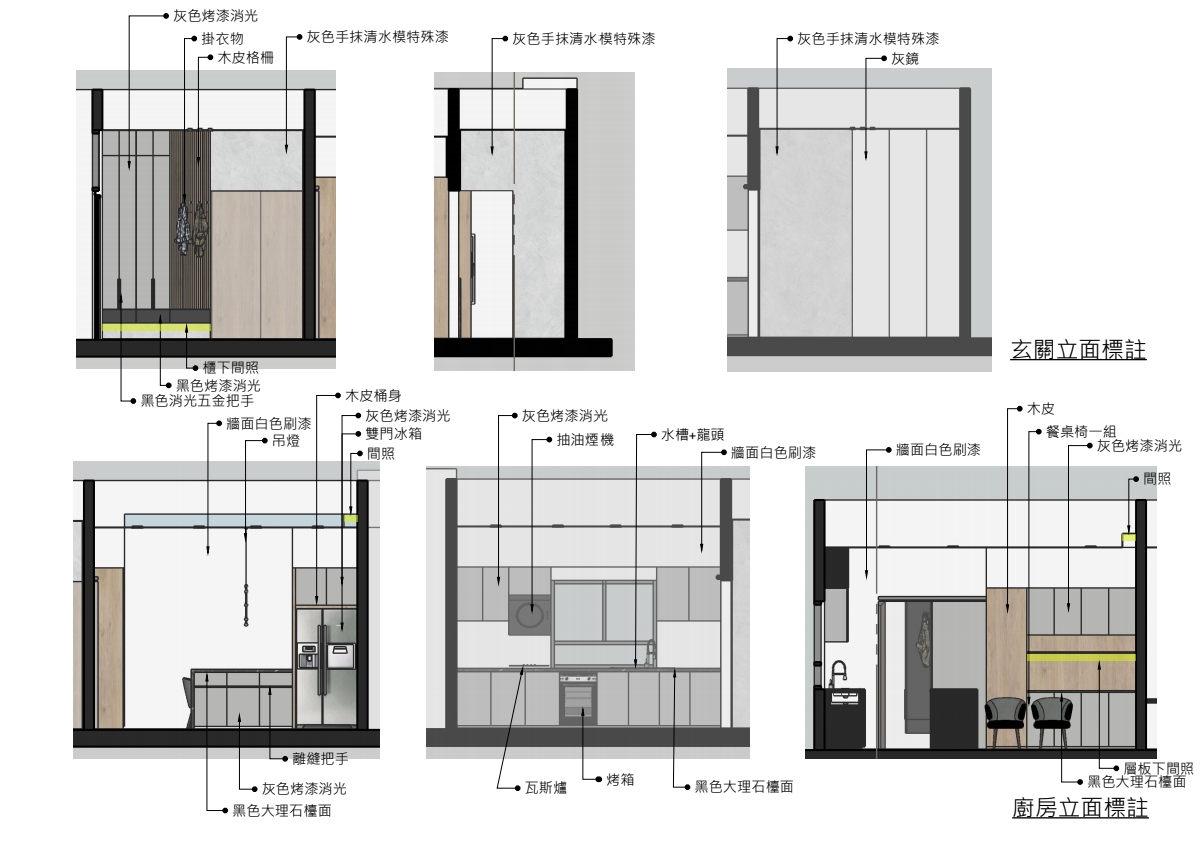 灰色烤漆消光
掛衣物
木皮格柵
灰色手抹清水模特殊漆
灰色手抹清水模特殊漆
灰色手抹清水模特殊漆
灰鏡
櫃下間照
黑色烤漆消光
黑色消光五金把手
玄關立面標註
木皮桶身
灰色烤漆消光
牆面白色刷漆
雙門冰箱
吊燈
間照
離縫把手
灰色烤漆消光
黑色大理石檯面
灰色烤漆消光
抽油煙機
水槽+龍頭
牆面白色刷漆
瓦斯爐
烤箱
黑色大理石檯面
木皮
餐桌椅一組
牆面白色刷漆
灰色烤漆消光
間照
層板下間照
黑色大理石檯面
廚房立面標註